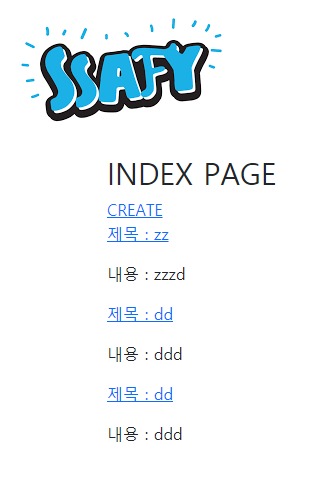 SSAFY
INDEX PAGE
CREATE
제목 : zz
내용 : zzzd
제목 : dd
내용 : ddd
제목 : dd
내용 : ddd